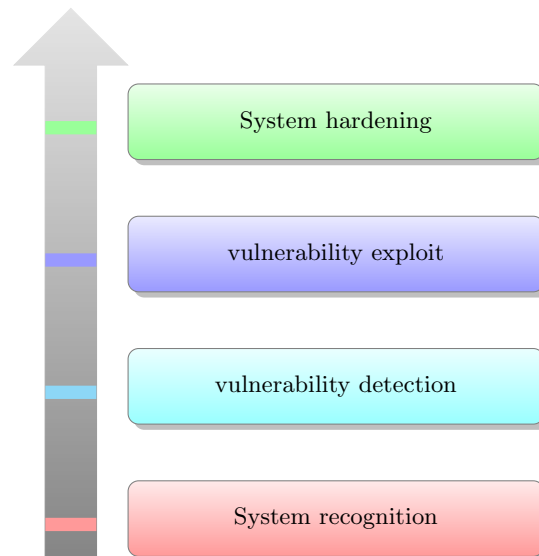 System hardening
vulnerability exploit
vulnerability detection
System recognition